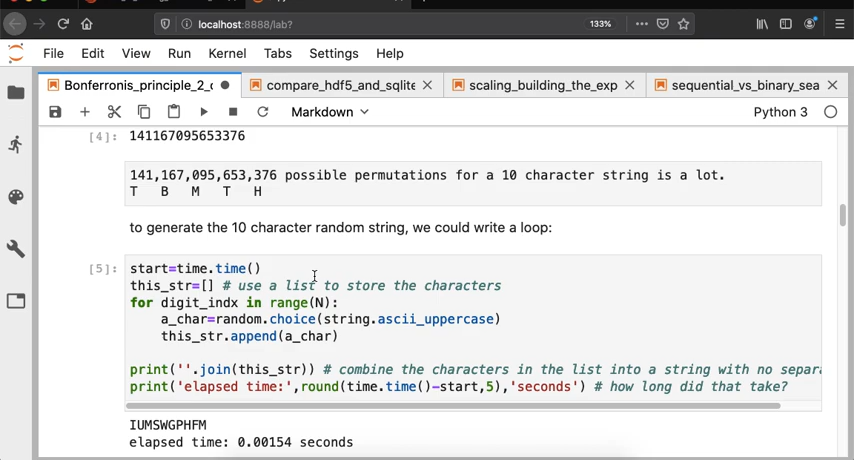 localhost:8888/lab?
133%
File Edit View Run Kernel Tabs Settings Help
Bonferronis_principle_2_c
compare_hdf5_and_sqlite
scaling_building_the_exp
sequential_vs_binary_sea
Markdown
Python 3
[4]: 141167095653376
141,167,095,653,376 possible permutations for a 10 character string is a lot.
T B M T H
to generate the 10 character random string, we could write a loop:
[5]: start=time.time()
this_str=[] # use a list to store the characters
for digit_indx in range(N):
a_char=random.choice(string.ascii_uppercase)
this_str.append(a_char)
print(''.join(this_str)) # combine the characters in the list into a string with no separa
print('elapsed time:',round(time.time()-start,5),'seconds') # how long did that take?
IUMSWGPHFM
elapsed time: 0.00154 seconds